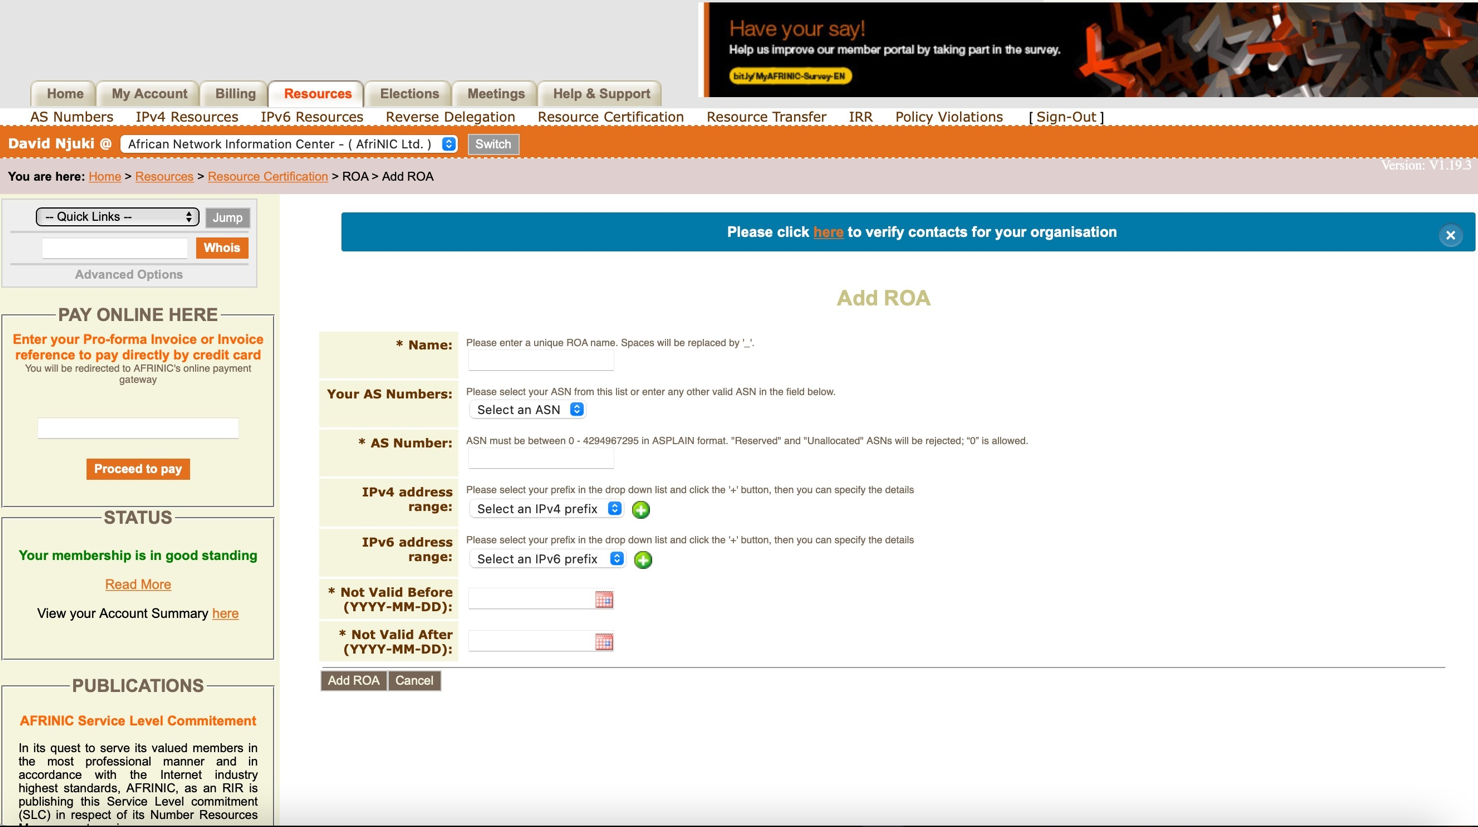 Have your say!
Help us improve our member portal by taking part in the survey.
bit.ly/MyAFRINIC-Survey-EN
Home My Account Billing Resources Elections Meetings Help & Support
AS Numbers IPv4 Resources IPv6 Resources Reverse Delegation Resource Certification Resource Transfer IRR Policy Violations [ Sign-Out ]
David Njuki @ African Network Information Center - ( AfriNIC Ltd. ) Switch
Version: V1.19.3
You are here: Home > Resources > Resource Certification > ROA > Add ROA
-- Quick Links -- Jump
Whois
Advanced Options
PAY ONLINE HERE
Enter your Pro-forma Invoice or Invoice
reference to pay directly by credit card
You will be redirected to AFRINIC's online payment
gateway
Proceed to pay
STATUS
Your membership is in good standing
Read More
View your Account Summary here
PUBLICATIONS
AFRINIC Service Level Commitement
In its quest to serve its valued members in
the most professional manner and in
accordance with the Internet industry
highest standards, AFRINIC, as an RIR is
publishing this Service Level commitment
(SLC) in respect of its Number Resources
Please click here to verify contacts for your organisation
Add ROA
* Name: Please enter a unique ROA name. Spaces will be replaced by '_'.
Your AS Numbers: Please select your ASN from this list or enter any other valid ASN in the field below.
Select an ASN
* AS Number: ASN must be between 0 - 4294967295 in ASPLAIN format. "Reserved" and "Unallocated" ASNs will be rejected; "0" is allowed.
IPv4 address
range:
Please select your prefix in the drop down list and click the '+' button, then you can specify the details
Select an IPv4 prefix
IPv6 address
range:
Please select your prefix in the drop down list and click the '+' button, then you can specify the details
Select an IPv6 prefix
* Not Valid Before
(YYYY-MM-DD):
* Not Valid After
(YYYY-MM-DD):
Add ROA Cancel